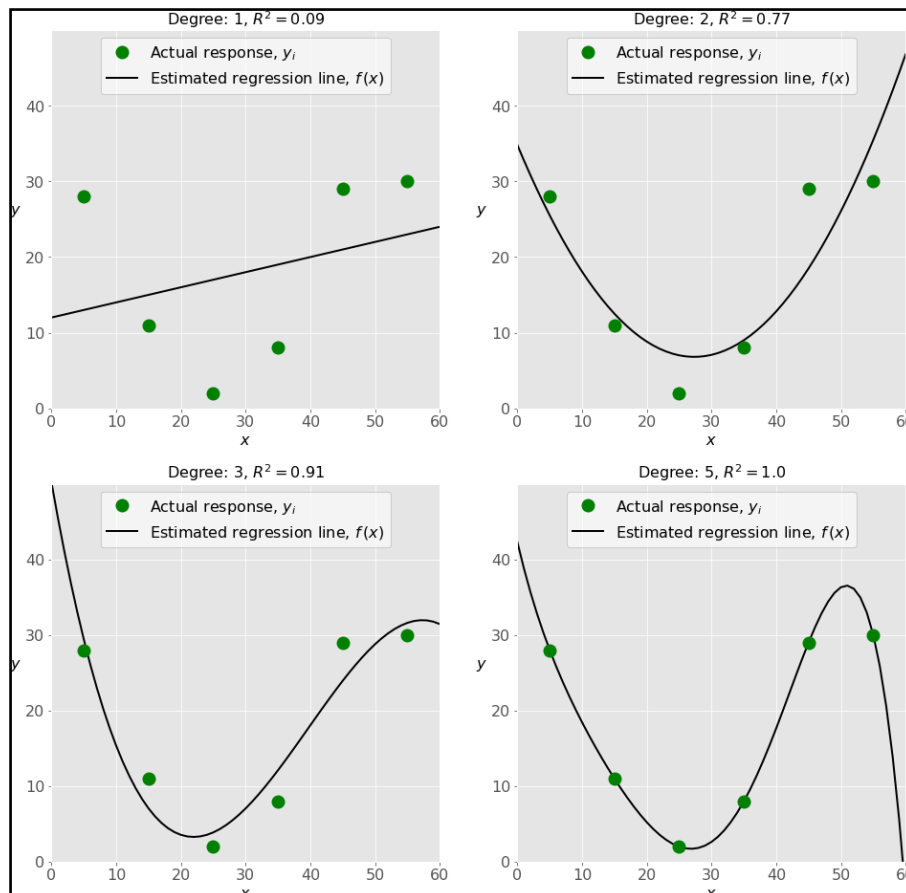 Degree: 1, R² = 0.09
Actual response, yᵢ
Estimated regression line, f(x)
40
30
y
20
10
0
0 10 20 30 40 50 60
x
Degree: 2, R² = 0.77
Actual response, yᵢ
Estimated regression line, f(x)
40
30
y
20
10
0
0 10 20 30 40 50 60
x
Degree: 3, R² = 0.91
Actual response, yᵢ
Estimated regression line, f(x)
40
30
y
20
10
0
0 10 20 30 40 50 60
x
Degree: 5, R² = 1.0
Actual response, yᵢ
Estimated regression line, f(x)
40
30
y
20
10
0
0 10 20 30 40 50 60
x